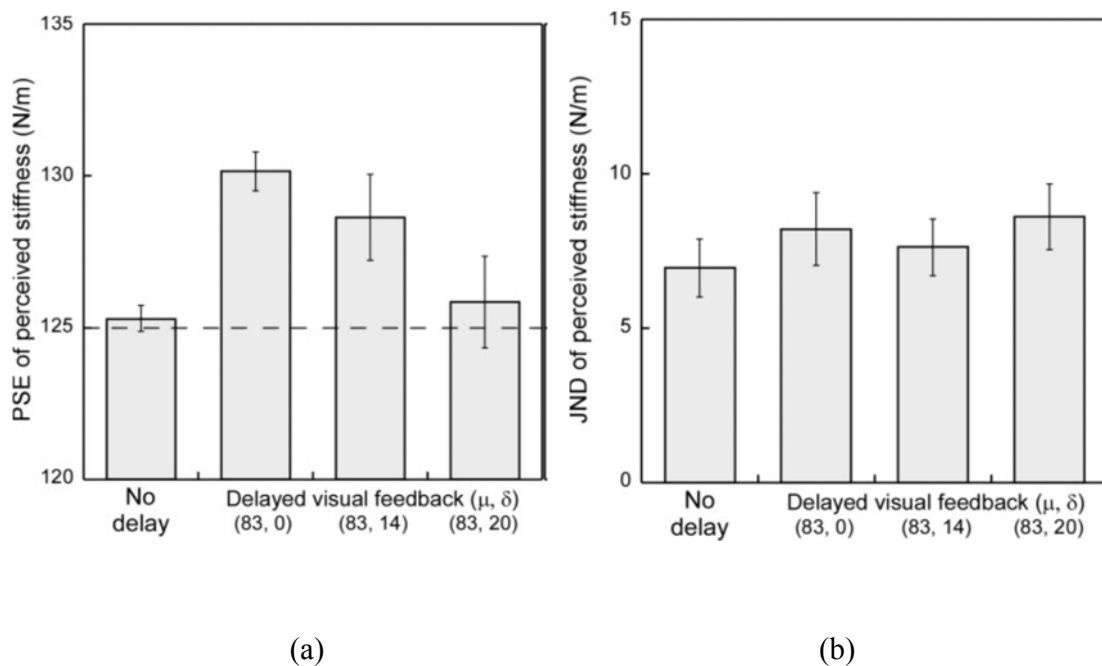 PSE of perceived stiffness (N/m)
135
130
125
120
No
delay
Delayed visual feedback (μ, δ)
(83, 0) (83, 14) (83, 20)
(a)
JND of perceived stiffness (N/m)
15
10
5
0
No
delay
Delayed visual feedback (μ, δ)
(83, 0) (83, 14) (83, 20)
(b)